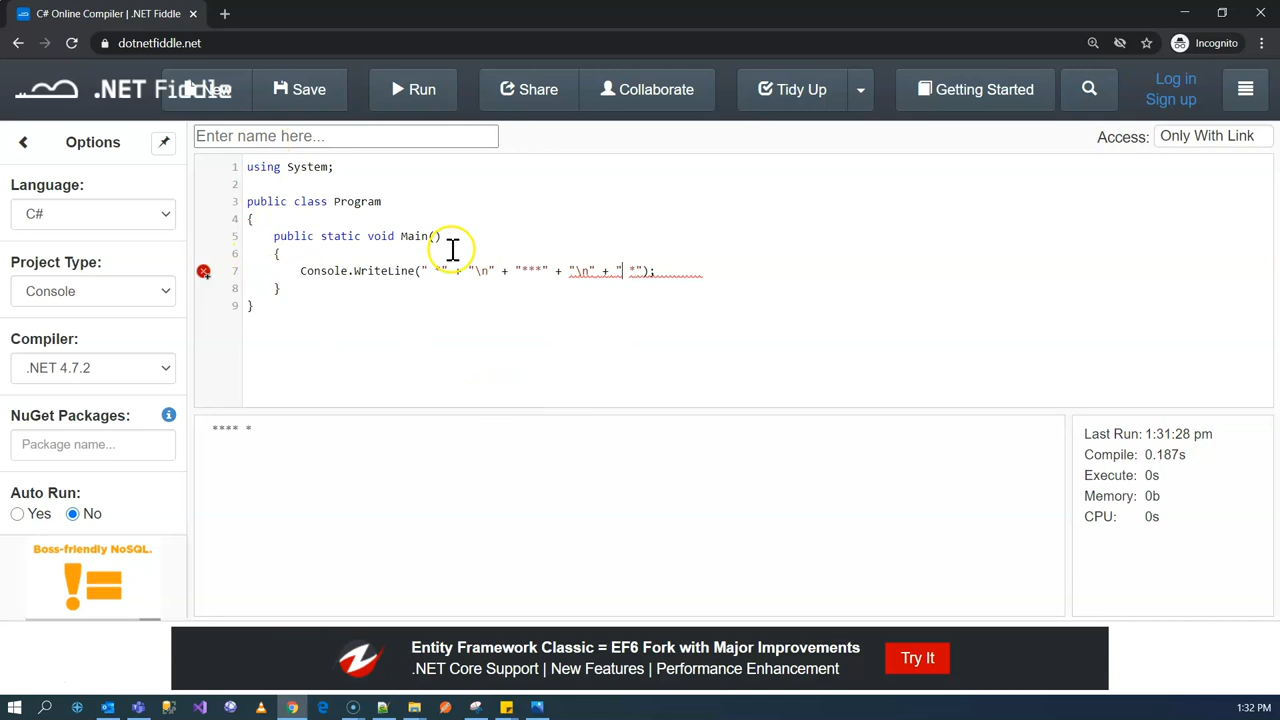 C# Online Compiler | .NET Fiddle
dotnetfiddle.net
Incognito
.NET Fiddle
New
Save
Run
Share
Collaborate
Tidy Up
Getting Started
Log in
Sign up
Options
Enter name here...
Access:
Only With Link
Language:
C#
Project Type:
Console
Compiler:
.NET 4.7.2
NuGet Packages:
Package name...
Auto Run:
Yes
No
1 using System;
2
3 public class Program
4 {
5 public static void Main()
6 {
7 Console.WriteLine(" *" + "\n" + "***" + "\n" + " *");
8 }
9 }
**** *
Last Run: 1:31:28 pm
Compile: 0.187s
Execute: 0s
Memory: 0b
CPU: 0s
Boss-friendly NoSQL.
Entity Framework Classic = EF6 Fork with Major Improvements
.NET Core Support | New Features | Performance Enhancement
Try It
1:32 PM